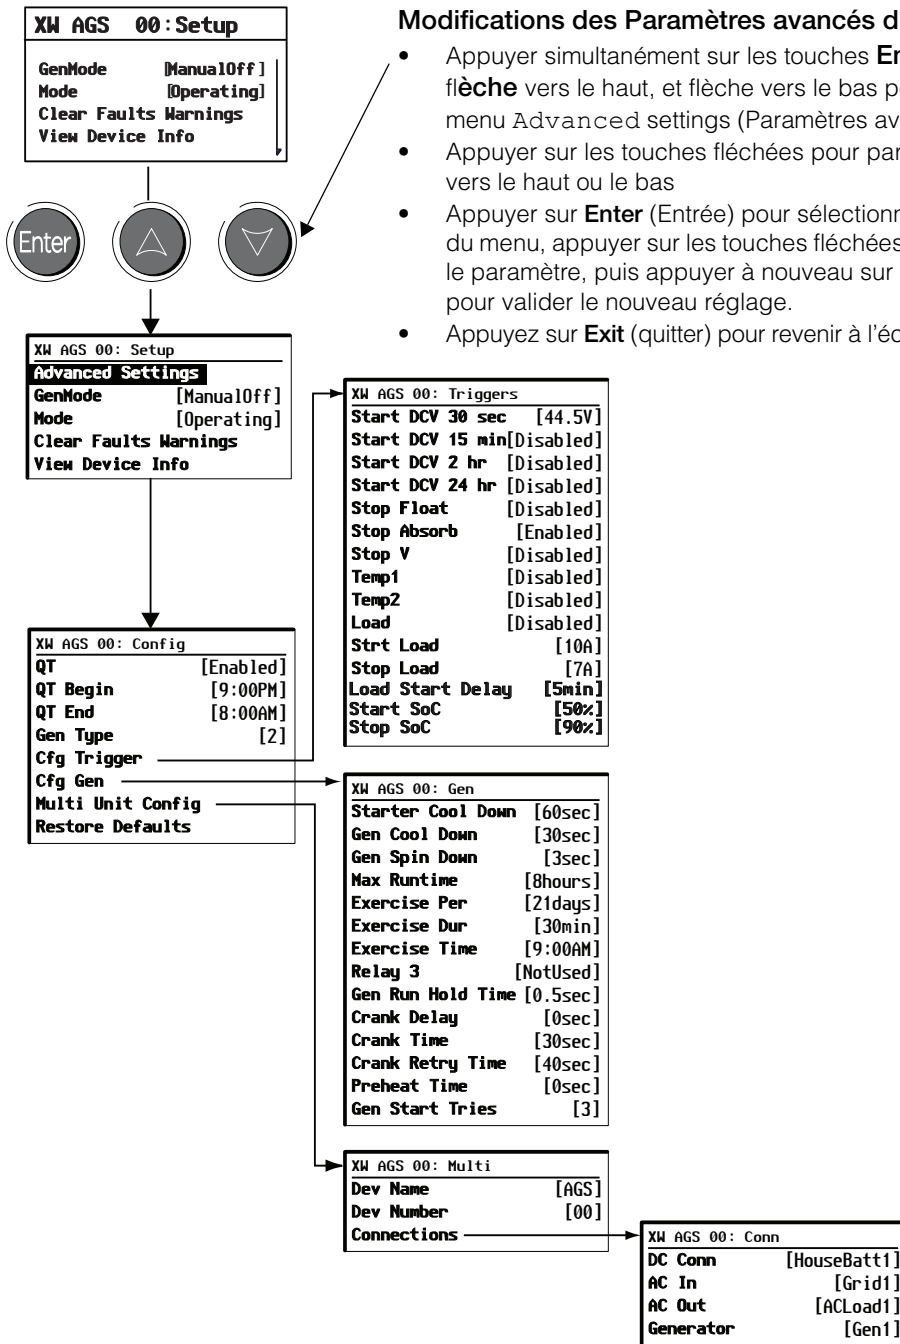 XW AGS 00:Setup
GenMode [ManualOff]
Mode [Operating]
Clear Faults Warnings
View Device Info
Enter
Modifications des Paramètres avancés d
• Appuyer simultanément sur les touches En
flèche vers le haut, et flèche vers le bas p
menu Advanced settings (Paramètres av
• Appuyer sur les touches fléchées pour par
vers le haut ou le bas
• Appuyer sur Enter (Entrée) pour sélectionn
du menu, appuyer sur les touches fléchées
le paramètre, puis appuyer à nouveau sur
pour valider le nouveau réglage.
• Appuyez sur Exit (quitter) pour revenir à l'éc
XW AGS 00: Setup
Advanced Settings
GenMode [ManualOff]
Mode [Operating]
Clear Faults Warnings
View Device Info
XW AGS 00: Triggers
Start DCV 30 sec [44.5V]
Start DCV 15 min[Disabled]
Start DCV 2 hr [Disabled]
Start DCV 24 hr [Disabled]
Stop Float [Disabled]
Stop Absorb [Enabled]
Stop V [Disabled]
Temp1 [Disabled]
Temp2 [Disabled]
Load [Disabled]
Strt Load [10A]
Stop Load [7A]
Load Start Delay [5min]
Start SoC [50%]
Stop SoC [90%]
XW AGS 00: Config
QT [Enabled]
QT Begin [9:00PM]
QT End [8:00AM]
Gen Type [2]
Cfg Trigger
Cfg Gen
Multi Unit Config
Restore Defaults
XW AGS 00: Gen
Starter Cool Down [60sec]
Gen Cool Down [30sec]
Gen Spin Down [3sec]
Max Runtime [8hours]
Exercise Per [21days]
Exercise Dur [30min]
Exercise Time [9:00AM]
Relay 3 [NotUsed]
Gen Run Hold Time [0.5sec]
Crank Delay [0sec]
Crank Time [30sec]
Crank Retry Time [40sec]
Preheat Time [0sec]
Gen Start Tries [3]
XW AGS 00: Multi
Dev Name [AGS]
Dev Number [00]
Connections
XW AGS 00: Conn
DC Conn [HouseBatt1]
AC In [Grid1]
AC Out [ACLoad1]
Generator [Gen1]